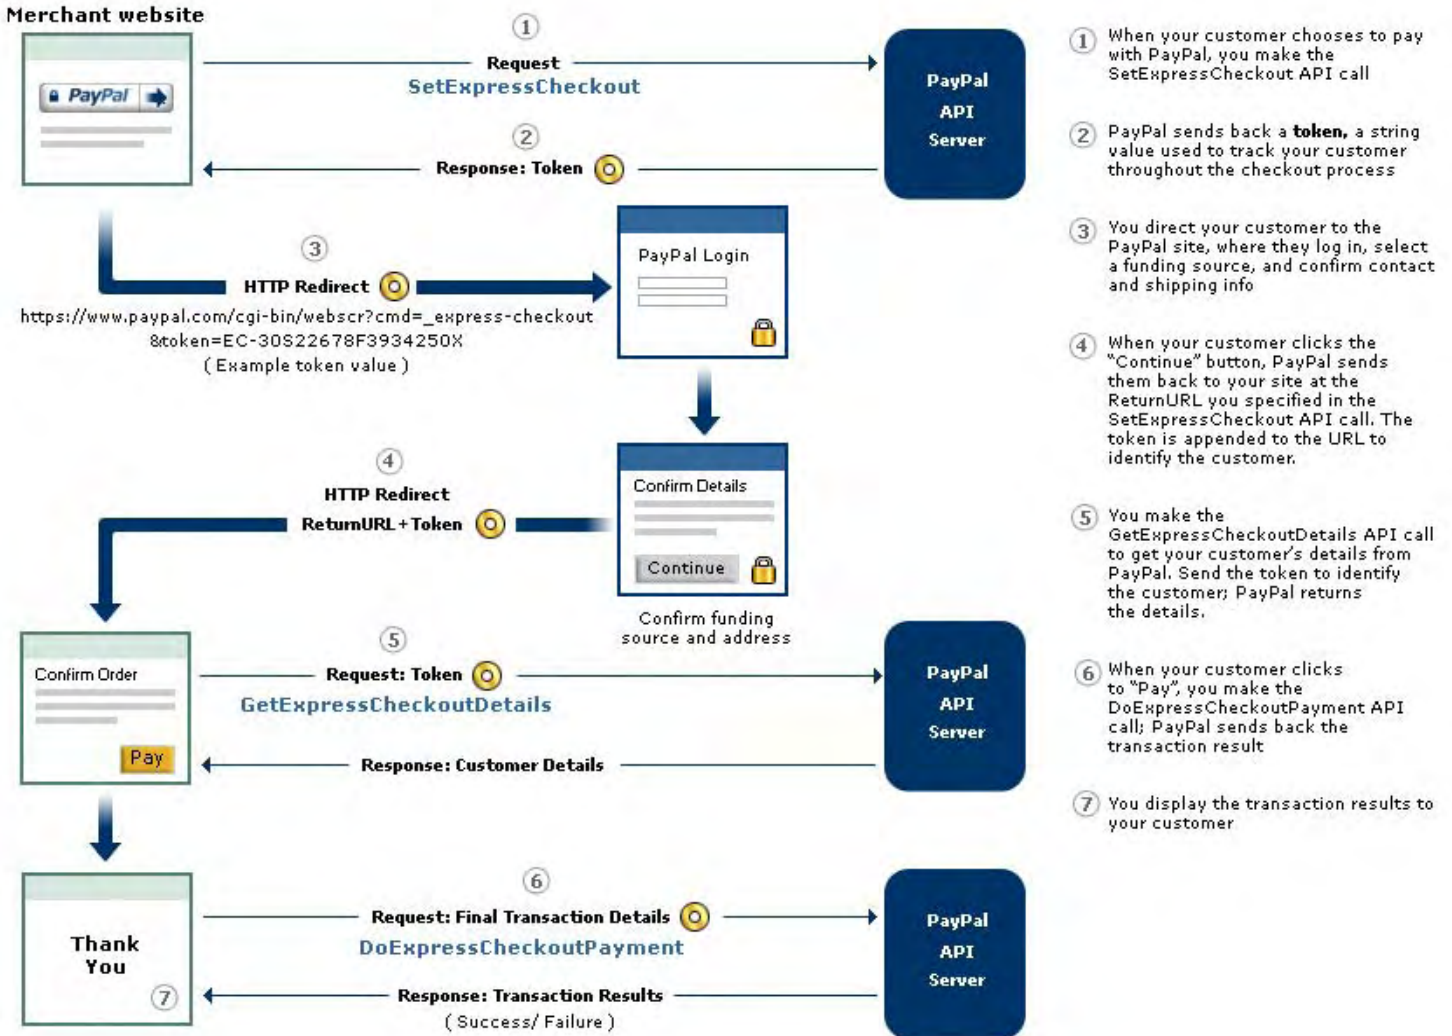 Merchant website
PayPal
1
Request
SetExpressCheckout
2
Response: Token
PayPal
API
Server
3
HTTP Redirect
https://www.paypal.com/cgi-bin/webscr?cmd=_express-checkout
&token=EC-30S22678F3934250X
( Example token value )
PayPal Login
4
HTTP Redirect
ReturnURL+Token
Confirm Details
Continue
Confirm funding
source and address
Confirm Order
Pay
5
Request: Token
GetExpressCheckoutDetails
Response: Customer Details
PayPal
API
Server
Thank
You
7
6
Request: Final Transaction Details
DoExpressCheckoutPayment
Response: Transaction Results
( Success/ Failure )
PayPal
API
Server
1 When your customer chooses to pay
with PayPal, you make the
SetExpressCheckout API call
2 PayPal sends back a token, a string
value used to track your customer
throughout the checkout process
3 You direct your customer to the
PayPal site, where they log in, select
a funding source, and confirm contact
and shipping info
4 When your customer clicks the
"Continue" button, PayPal sends
them back to your site at the
ReturnURL you specified in the
SetExpressCheckout API call. The
token is appended to the URL to
identify the customer.
5 You make the
GetExpressCheckoutDetails API call
to get your customer's details from
PayPal. Send the token to identify
the customer; PayPal returns
the details.
6 When your customer clicks
to "Pay", you make the
DoExpressCheckoutPayment API
call; PayPal sends back the
transaction result
7 You display the transaction results to
your customer